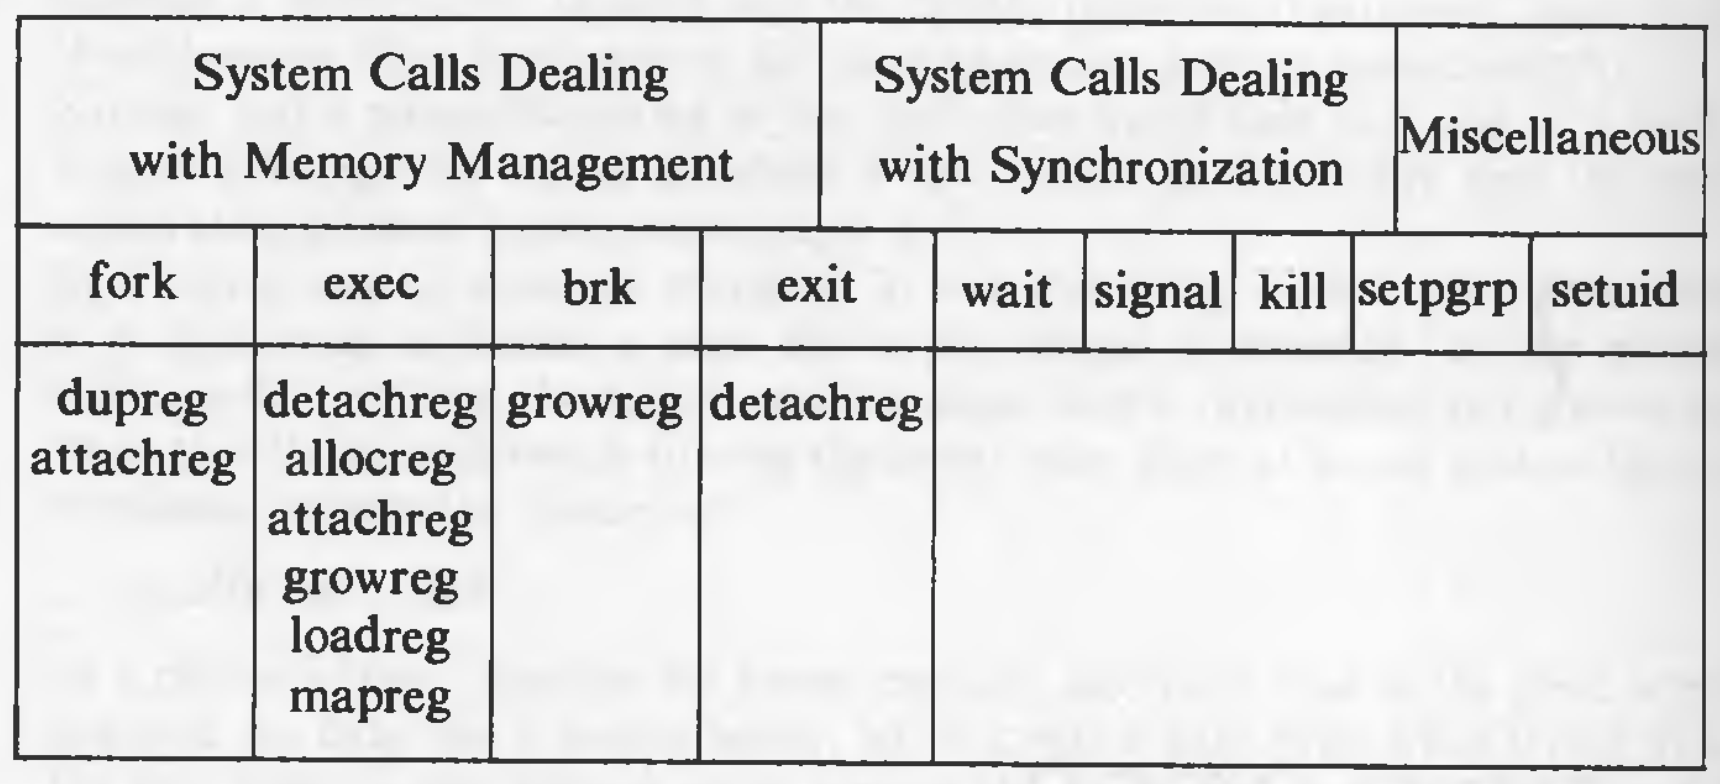 System Calls Dealing
with Memory Management
System Calls Dealing
with Synchronization
Miscellaneous
fork exec brk exit wait signal kill setpgrp setuid
dupreg detachreg growreg detachreg
attachreg allocreg
attachreg
growreg
loadreg
mapreg